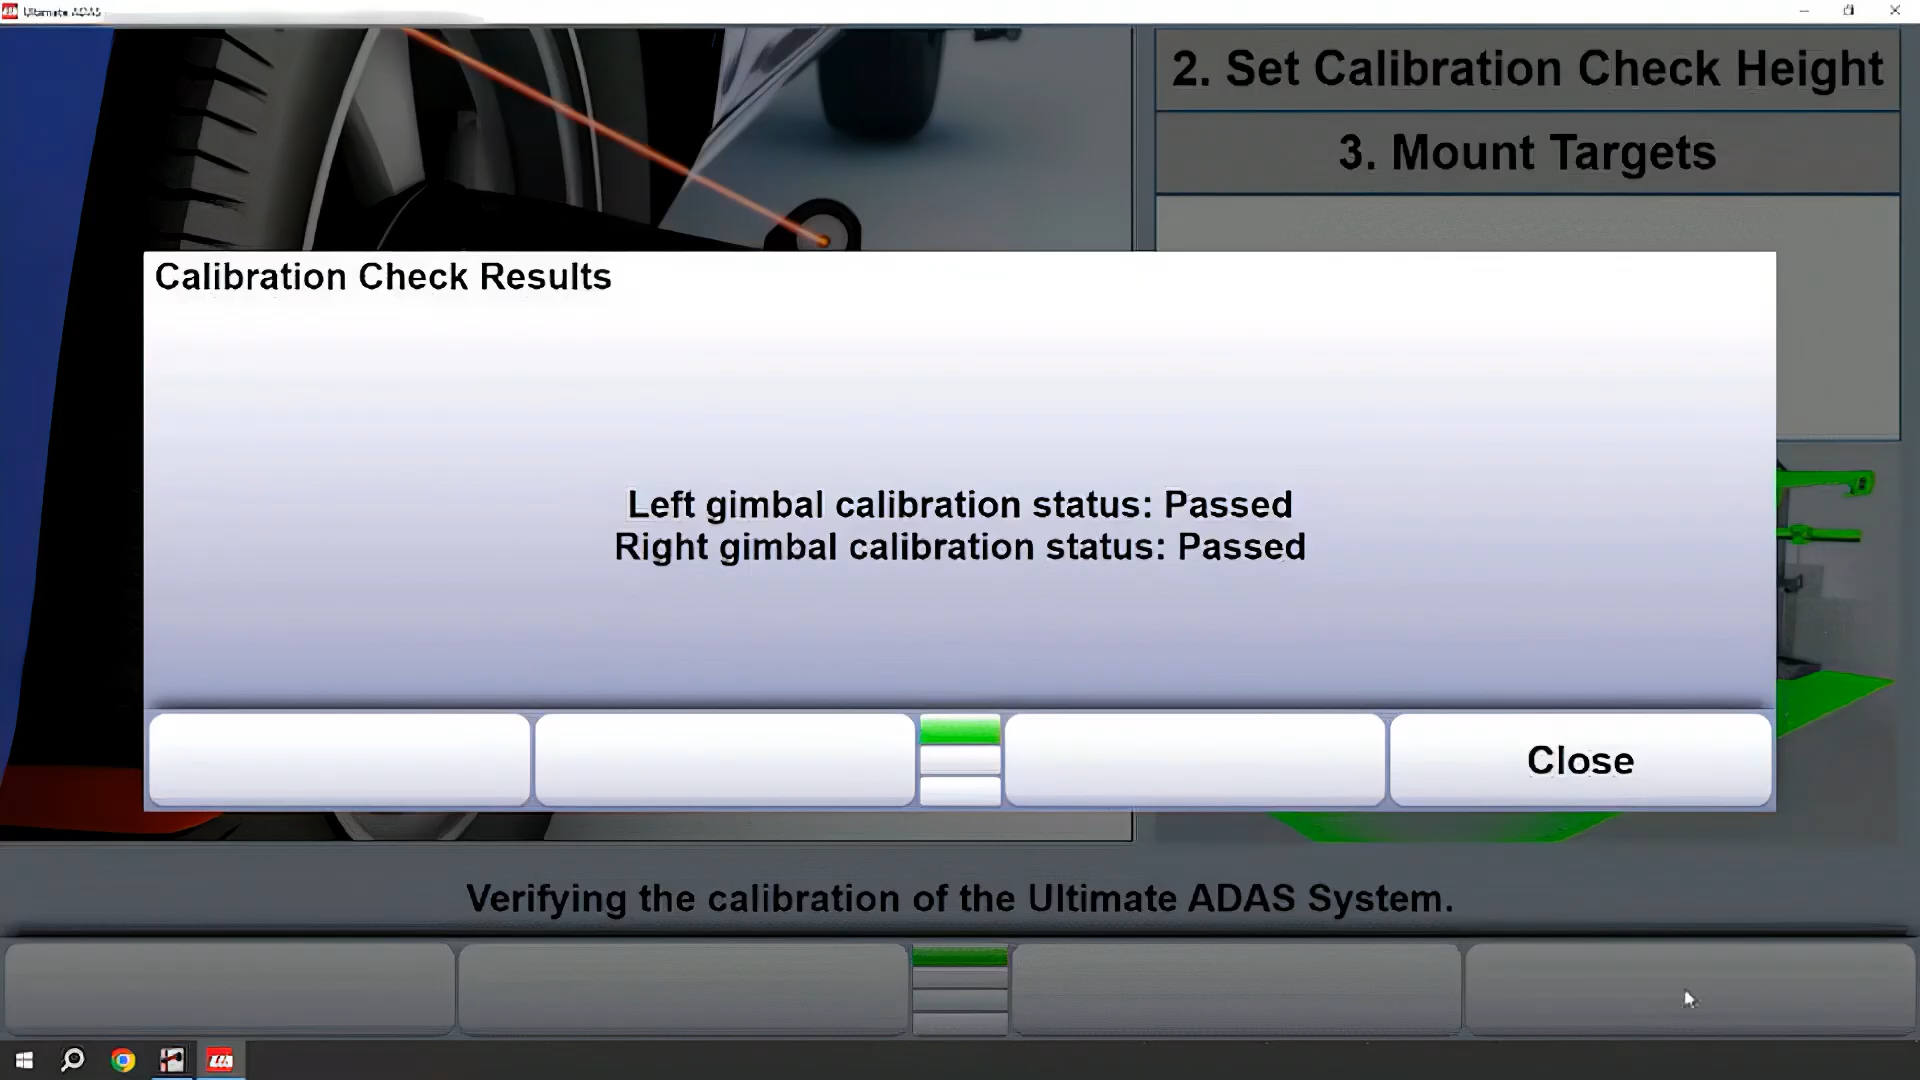 Ultimate ADAS
2. Set Calibration Check Height
3. Mount Targets
Calibration Check Results
Left gimbal calibration status: Passed
Right gimbal calibration status: Passed
Close
Verifying the calibration of the Ultimate ADAS System.